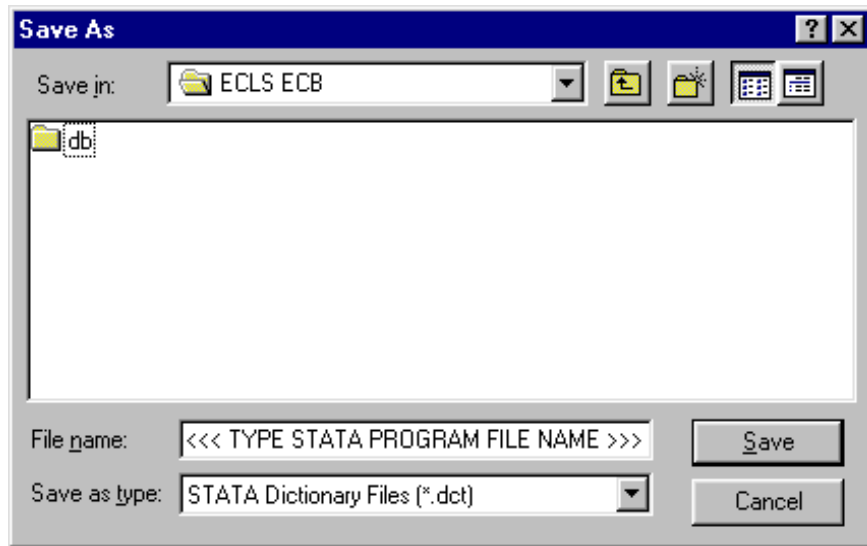 Save As
Save in: ECLS ECB
db
File name: <<< TYPE STATA PROGRAM FILE NAME >>> Save
Save as type: STATA Dictionary Files (*.dct) Cancel